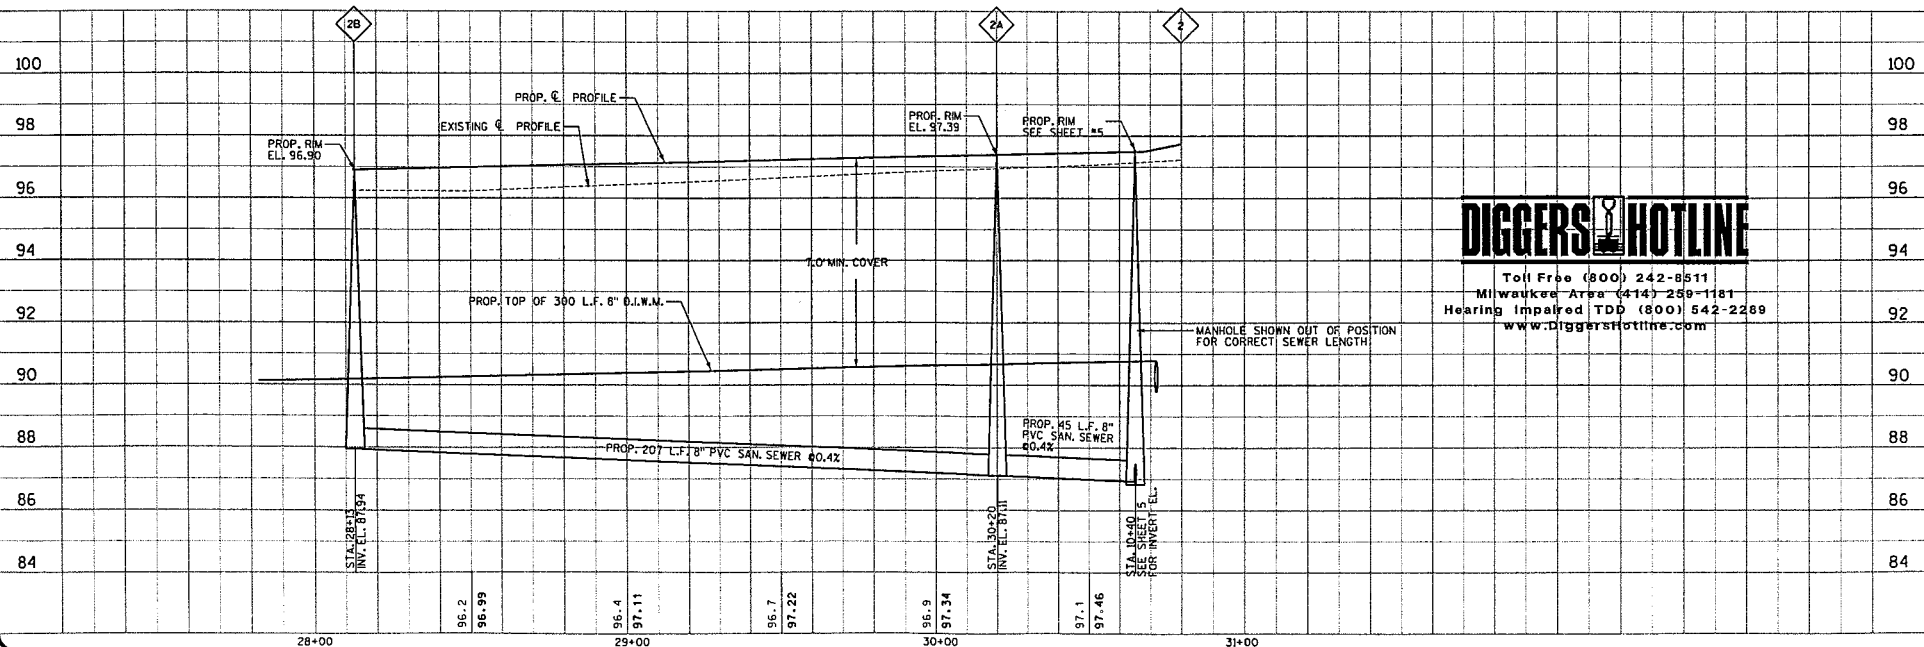 2B
2A
2
100
100
PROP. ℄ PROFILE
EXISTING ℄ PROFILE
98
98
PROP. RIM
EL. 96.90
PROP. RIM
EL. 97.39
PROP. RIM
SEE SHEET #5
96
96
DIGGERS HOTLINE
94
94
7.0' MIN. COVER
Toll Free (800) 242-8511
Milwaukee Area (414) 259-1181
Hearing Impaired TDD (800) 542-2289
www.DiggersHotline.com
PROP. TOP OF 300 L.F. 8" D.I.W.M.
92
92
MANHOLE SHOWN OUT OF POSITION
FOR CORRECT SEWER LENGTH.
90
90
88
88
PROP. 207 L.F. 8" PVC SAN. SEWER @0.4%
PROP. 45 L.F. 8"
PVC SAN. SEWER
@0.4%
86
86
STA. 28+13
INV. EL. 87.94
STA. 30+20
INV. EL. 87.11
STA. 10+40
SEE SHEET 5
FOR INVERT EL.
84
84
96.2
96.99
96.4
97.11
96.7
97.22
96.9
97.34
97.1
97.46
28+00
29+00
30+00
31+00